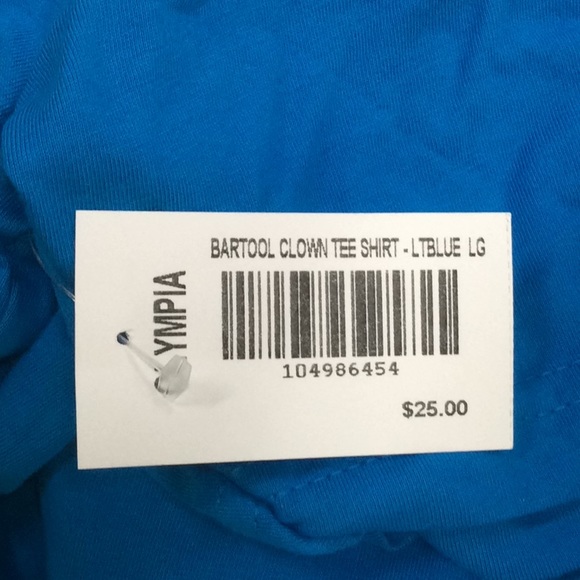 BARTOOL CLOWN TEE SHIRT - LTBLUE LG
YMPIA
104986454
$25.00